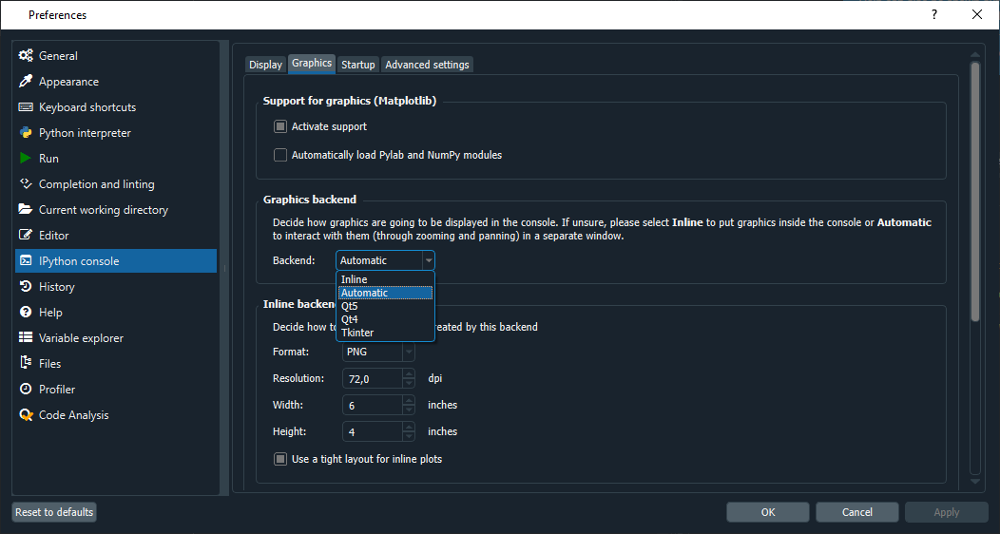 Preferences
?
General
Appearance
Keyboard shortcuts
Python interpreter
Run
Completion and linting
Current working directory
Editor
IPython console
History
Help
Variable explorer
Files
Profiler
Code Analysis
Display Graphics Startup Advanced settings
Support for graphics (Matplotlib)
Activate support
Automatically load Pylab and NumPy modules
Graphics backend
Decide how graphics are going to be displayed in the console. If unsure, please select Inline to put graphics inside the console or Automatic
to interact with them (through zooming and panning) in a separate window.
Backend: Automatic
Inline
Automatic
Qt5
Qt4
Tkinter
Inline backen
Decide how to reated by this backend
Format: PNG
Resolution: 72,0 dpi
Width: 6 inches
Height: 4 inches
Use a tight layout for inline plots
Reset to defaults OK Cancel Apply